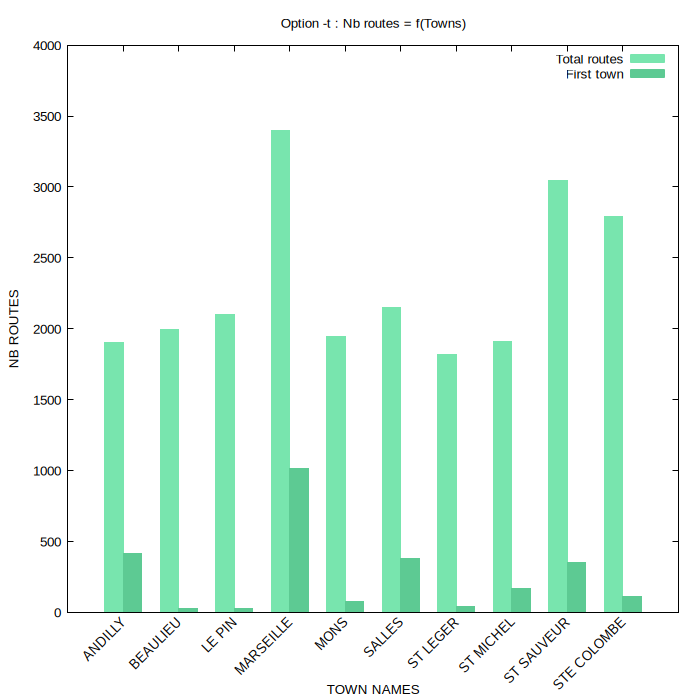 Option -t : Nb routes = f(Towns)
Total routes
First town
4000
3500
3000
2500
2000
1500
1000
500
0
NB ROUTES
ANDILLY
BEAULIEU
LE PIN
MARSEILLE
MONS
SALLES
ST LEGER
ST MICHEL
ST SAUVEUR
STE COLOMBE
TOWN NAMES